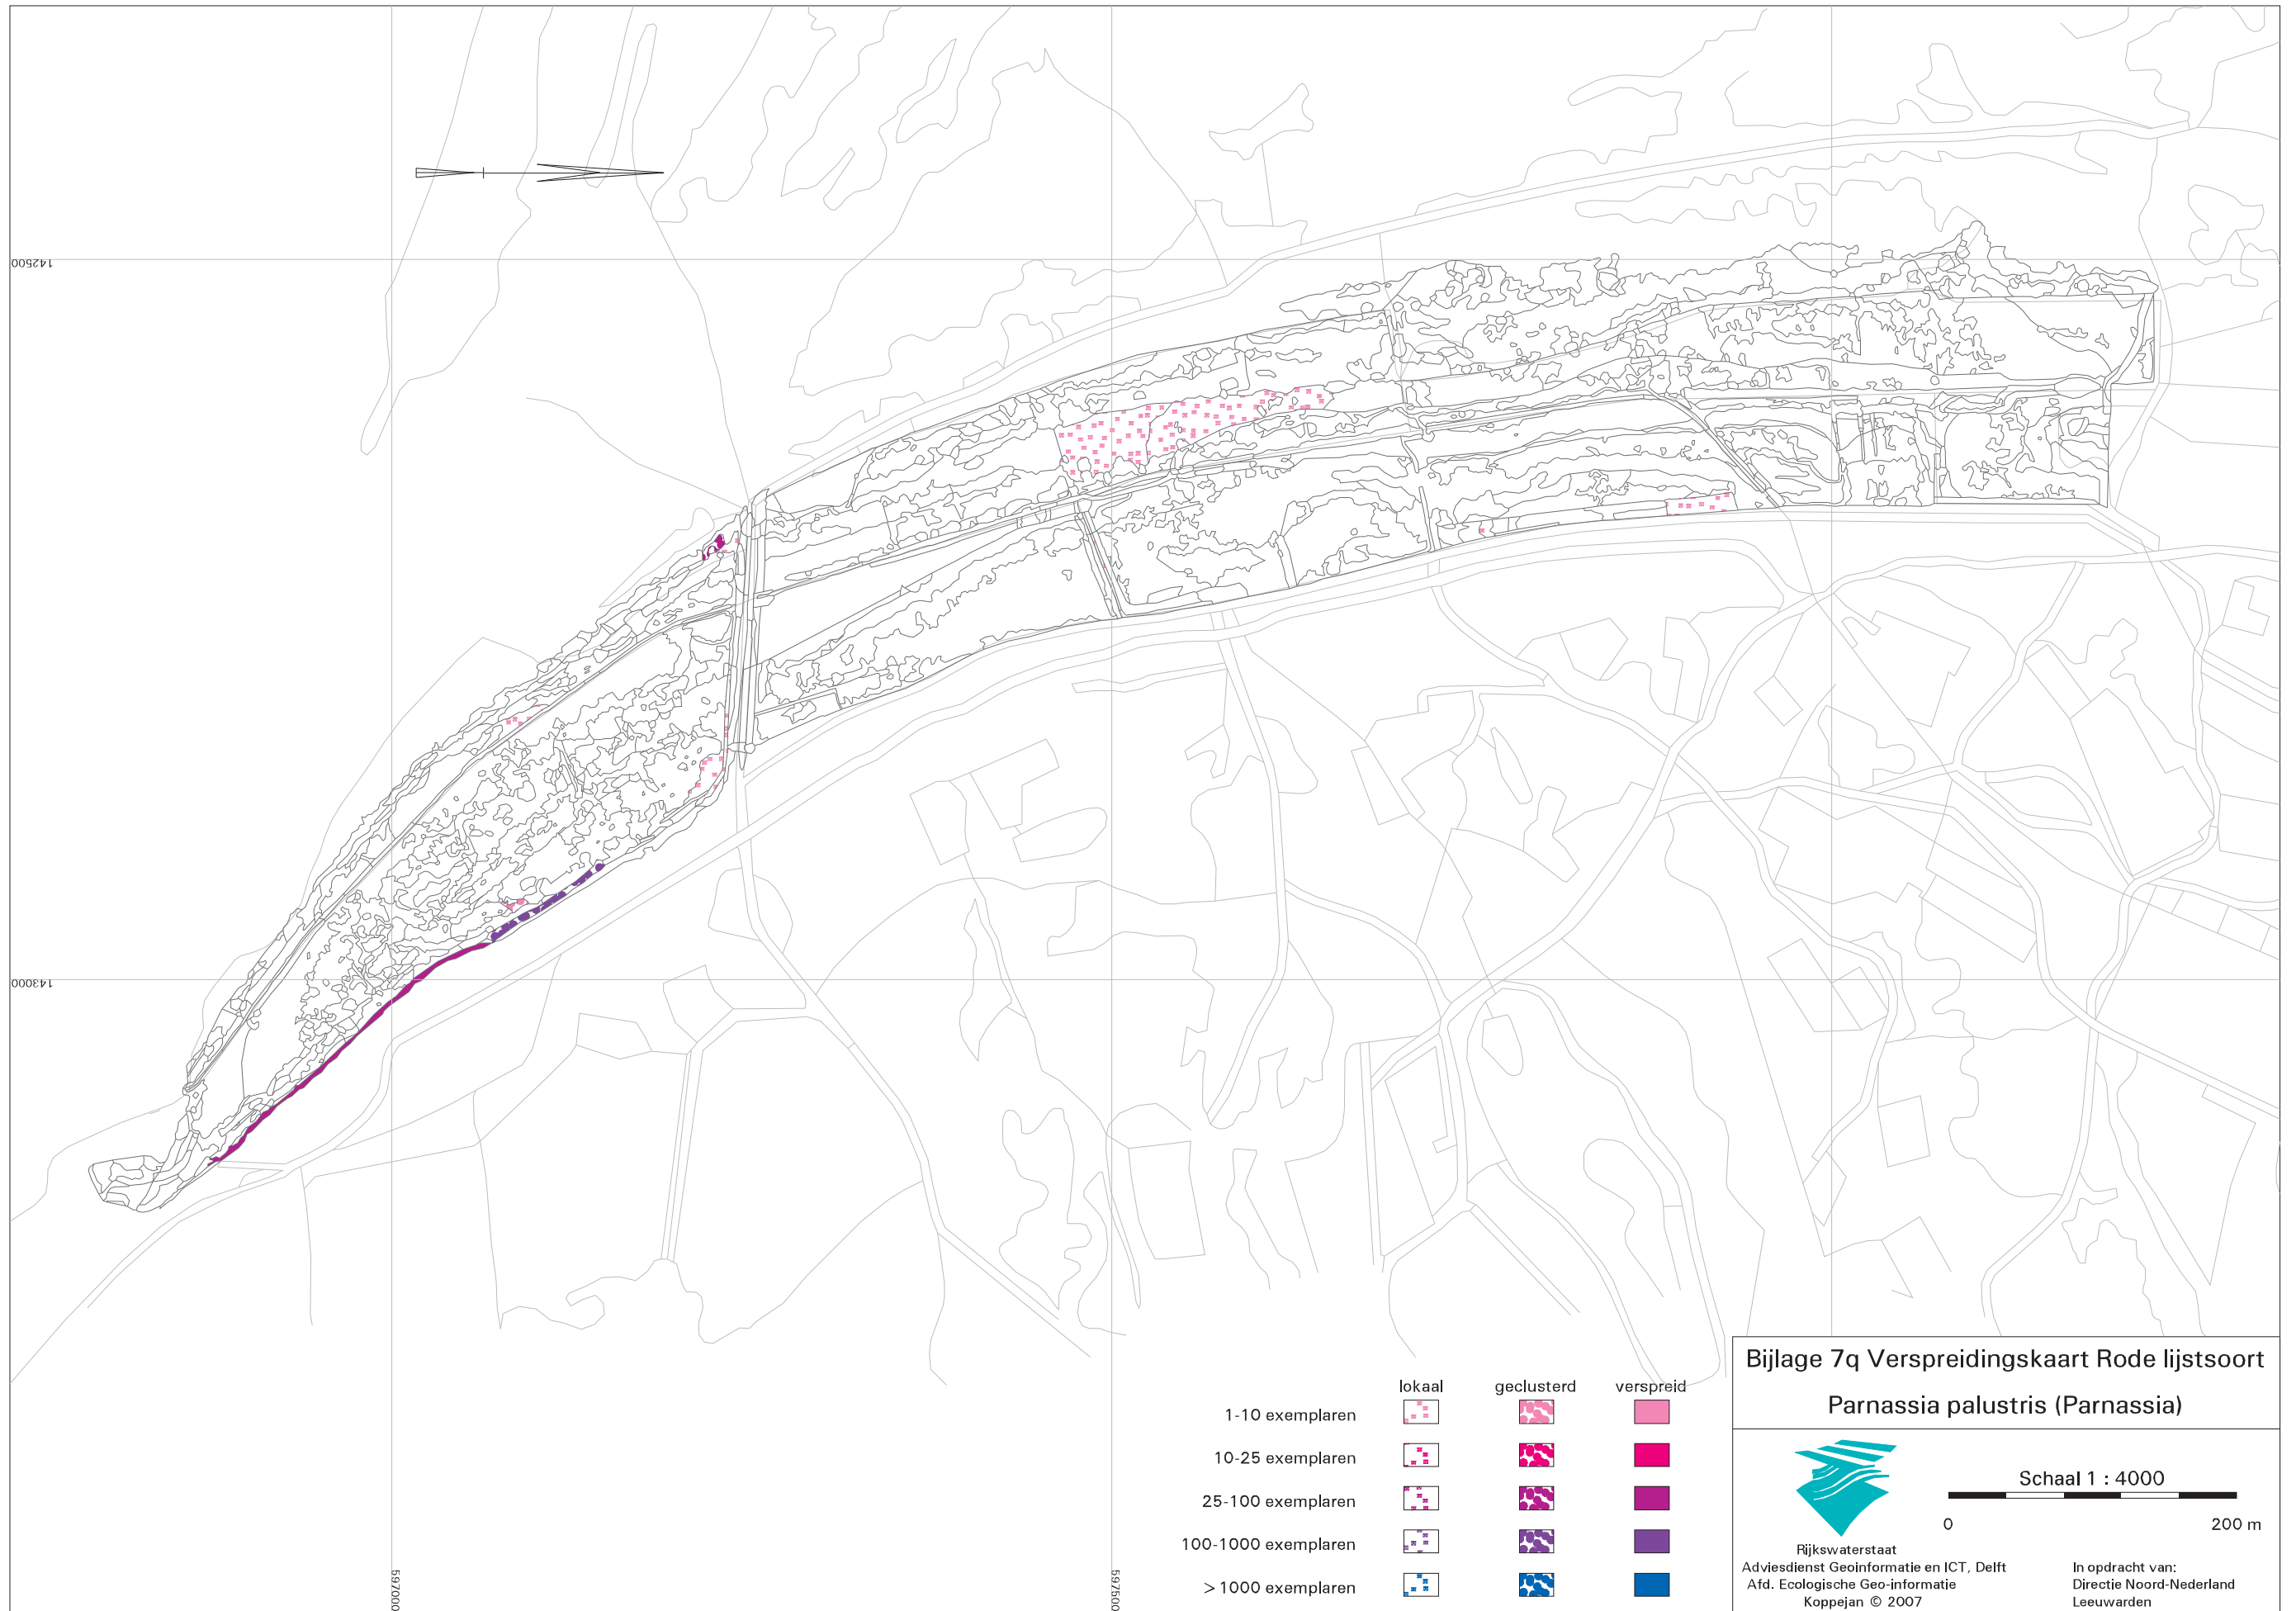 142500
143000
597000
597500
lokaal geclusterd verspreid
1-10 exemplaren
10-25 exemplaren
25-100 exemplaren
100-1000 exemplaren
> 1000 exemplaren
Bijlage 7q Verspreidingskaart Rode lijstsoort
Parnassia palustris (Parnassia)
Schaal 1 : 4000
0 200 m
Rijkswaterstaat
Adviesdienst Geoinformatie en ICT, Delft
Afd. Ecologische Geo-informatie
Koppejan © 2007
In opdracht van:
Directie Noord-Nederland
Leeuwarden